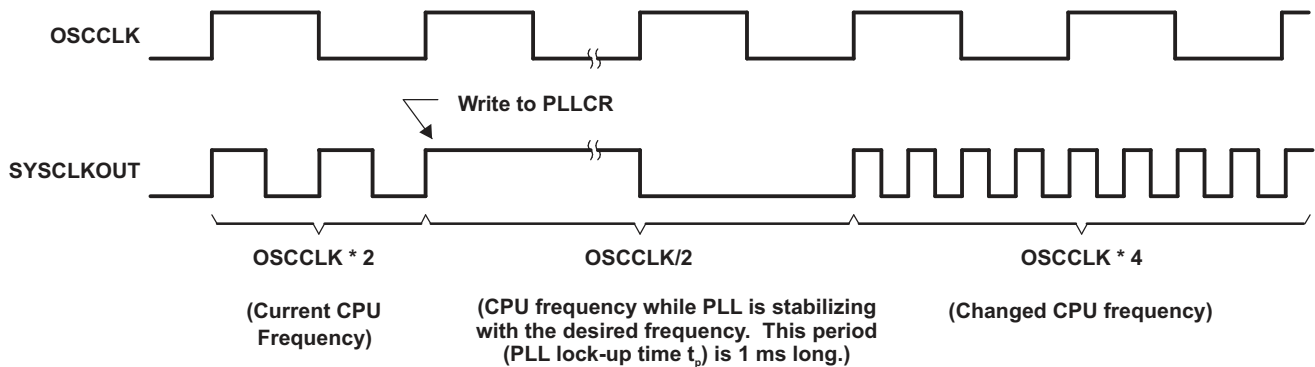 OSCCLK
Write to PLLCR
SYSCLKOUT
OSCCLK * 2
OSCCLK/2
OSCCLK * 4
(Current CPU
Frequency)
(CPU frequency while PLL is stabilizing
with the desired frequency. This period
(PLL lock-up time tp) is 1 ms long.)
(Changed CPU frequency)